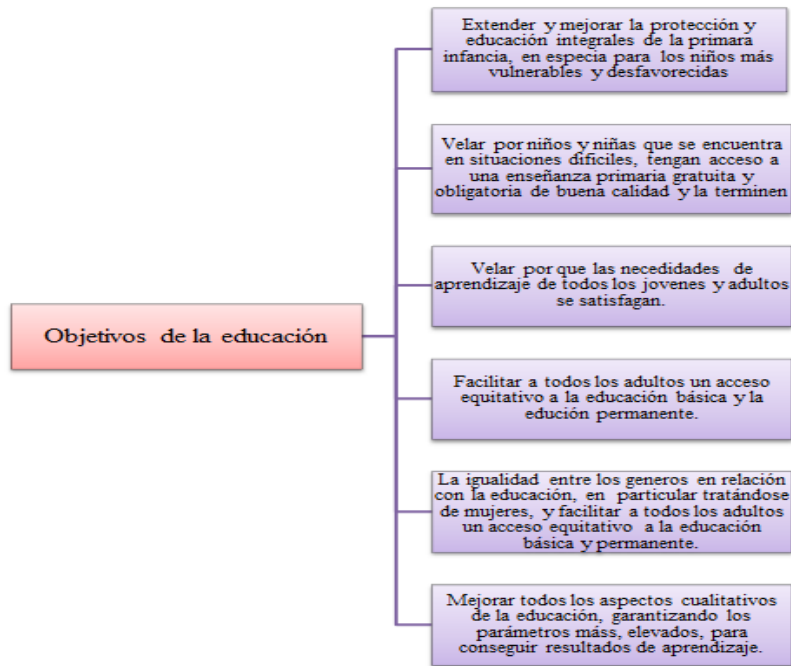 Extender y mejorar la protección y
educación integrales de la primara
infancia, en especia para los niños más
vulnerables y desfavorecidas
Velar por niños y niñas que se encuentra
en situaciones dificiles, tengan acceso a
una enseñanza primaria gratuita y
obligatoria de buena calidad y la terminen
Velar por que las necedidades de
aprendizaje de todos los jovenes y adultos
se satisfagan.
Objetivos de la educación
Facilitar a todos los adultos un acceso
equitativo a la educación básica y la
edución permanente.
La igualdad entre los generos en relación
con la educación, en particular tratándose
de mujeres, y facilitar a todos los adultos
un acceso equitativo a la educación
básica y permanente.
Mejorar todos los aspectos cualitativos
de la educación, garantizando los
parámetros máss, elevados, para
conseguir resultados de aprendizaje.